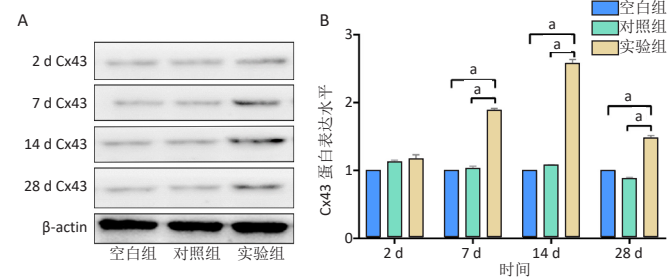 A
2 d Cx43
7 d Cx43
14 d Cx43
28 d Cx43
β-actin
空白组 对照组 实验组
B
空白组
对照组
实验组
Cx43 蛋白表达水平
3
2
1
0
a
a
a
a
a
a
2 d 7 d 14 d 28 d
时间